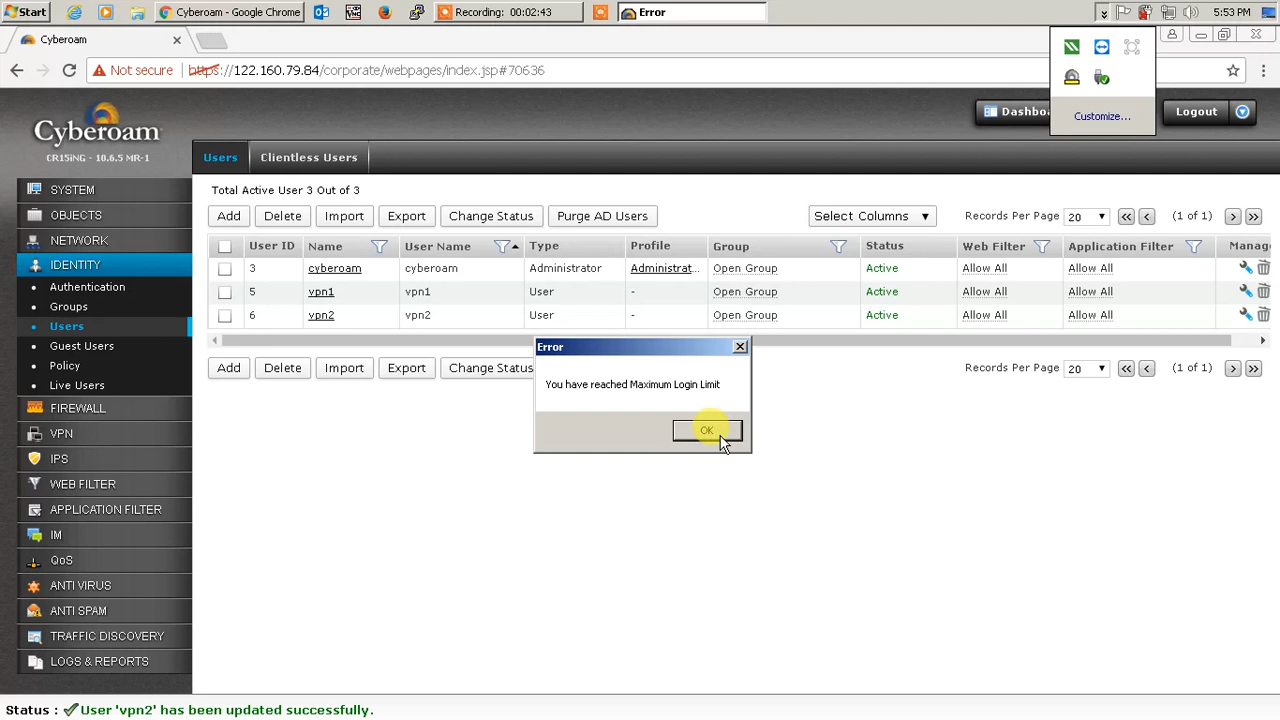 Start
Cyberoam - Google Chrome
Recording: 00:02:43
Error
5:53 PM
Cyberoam
Not secure https://122.160.79.84/corporate/webpages/index.jsp#70636
Customize...
Cyberoam
CR15iNG - 10.6.5 MR-1
Dashboa
Logout
Users
Clientless Users
SYSTEM
OBJECTS
NETWORK
IDENTITY
Authentication
Groups
Users
Guest Users
Policy
Live Users
FIREWALL
VPN
IPS
WEB FILTER
APPLICATION FILTER
IM
QoS
ANTI VIRUS
ANTI SPAM
TRAFFIC DISCOVERY
LOGS & REPORTS
Total Active User 3 Out of 3
Add Delete Import Export Change Status Purge AD Users Select Columns Records Per Page 20 (1 of 1)
User ID Name User Name Type Profile Group Status Web Filter Application Filter Manag
3 cyberoam cyberoam Administrator Administrat... Open Group Active Allow All Allow All
5 vpn1 vpn1 User - Open Group Active Allow All Allow All
6 vpn2 vpn2 User - Open Group Active Allow All Allow All
Add Delete Import Export Change Status Records Per Page 20 (1 of 1)
Error
You have reached Maximum Login Limit
OK
Status : User 'vpn2' has been updated successfully.